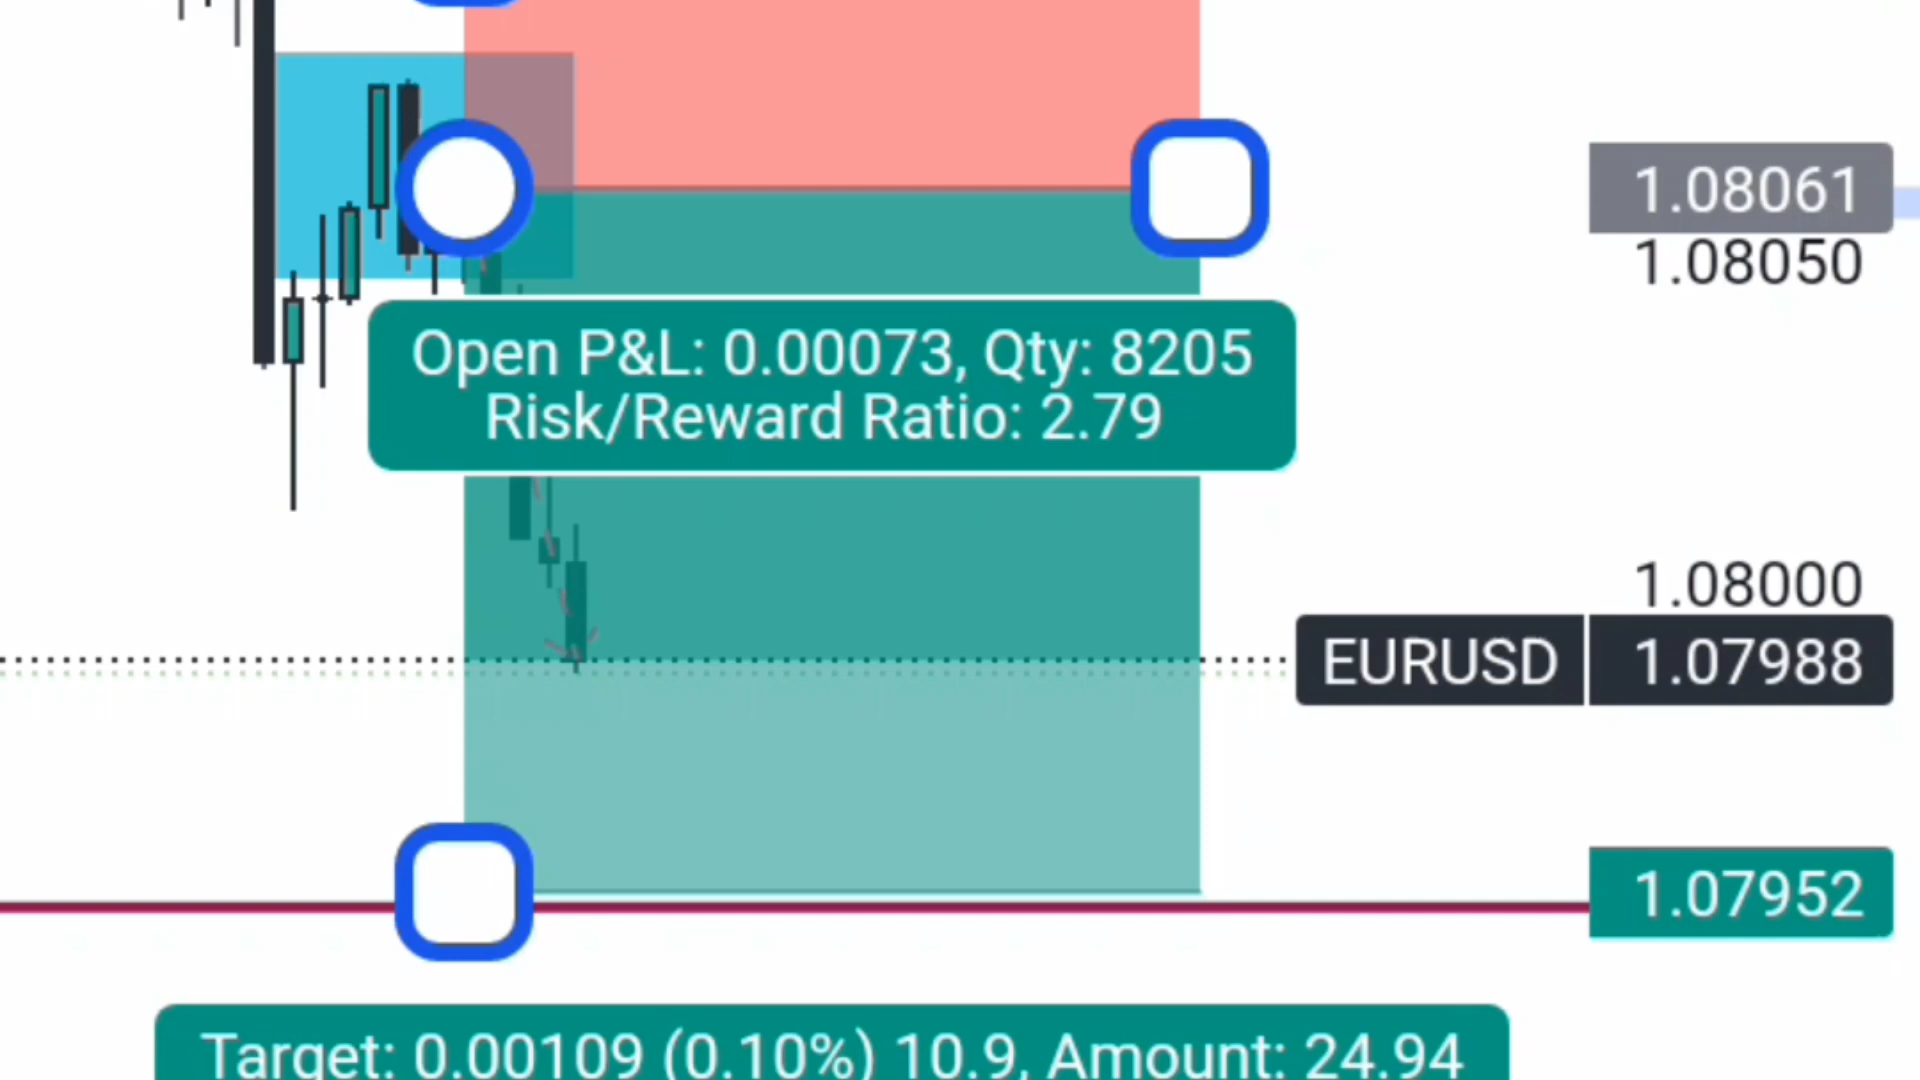 1.08061
1.08050
Open P&L: 0.00073, Qty: 8205
Risk/Reward Ratio: 2.79
1.08000
EURUSD 1.07988
1.07952
Target: 0.00109 (0.10%) 10.9, Amount: 24.94